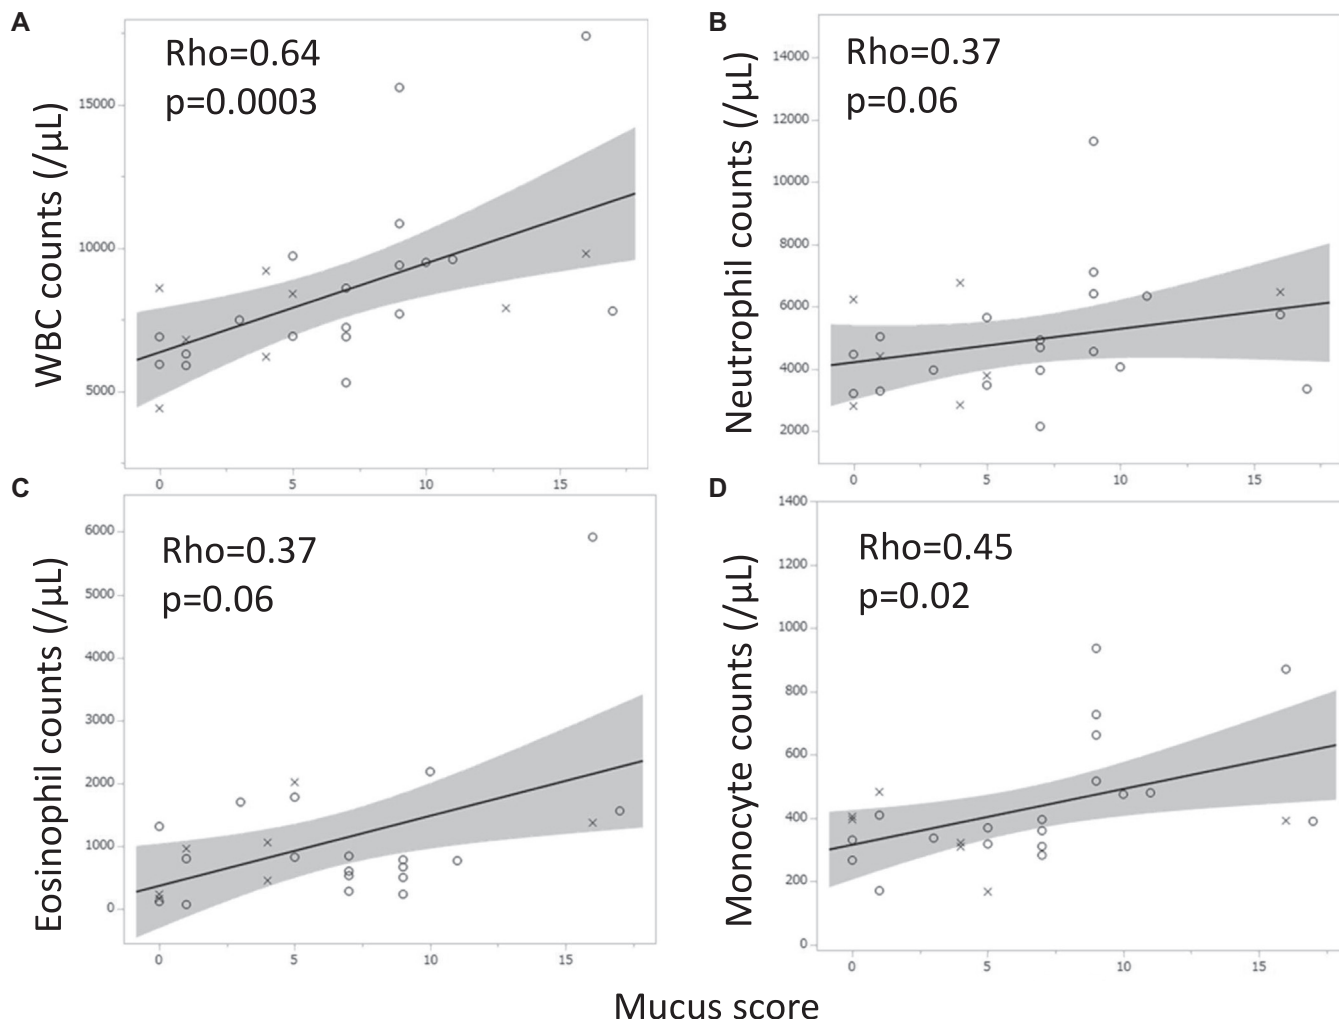 A
Rho=0.64
p=0.0003
WBC counts (/µL)
15000
10000
5000
0 5 10 15
B
Rho=0.37
p=0.06
Neutrophil counts (/µL)
14000
12000
10000
8000
6000
4000
2000
0 5 10 15
C
Rho=0.37
p=0.06
Eosinophil counts (/µL)
6000
5000
4000
3000
2000
1000
0
0 5 10 15
D
Rho=0.45
p=0.02
Monocyte counts (/µL)
1400
1200
1000
800
600
400
200
0
0 5 10 15
Mucus score